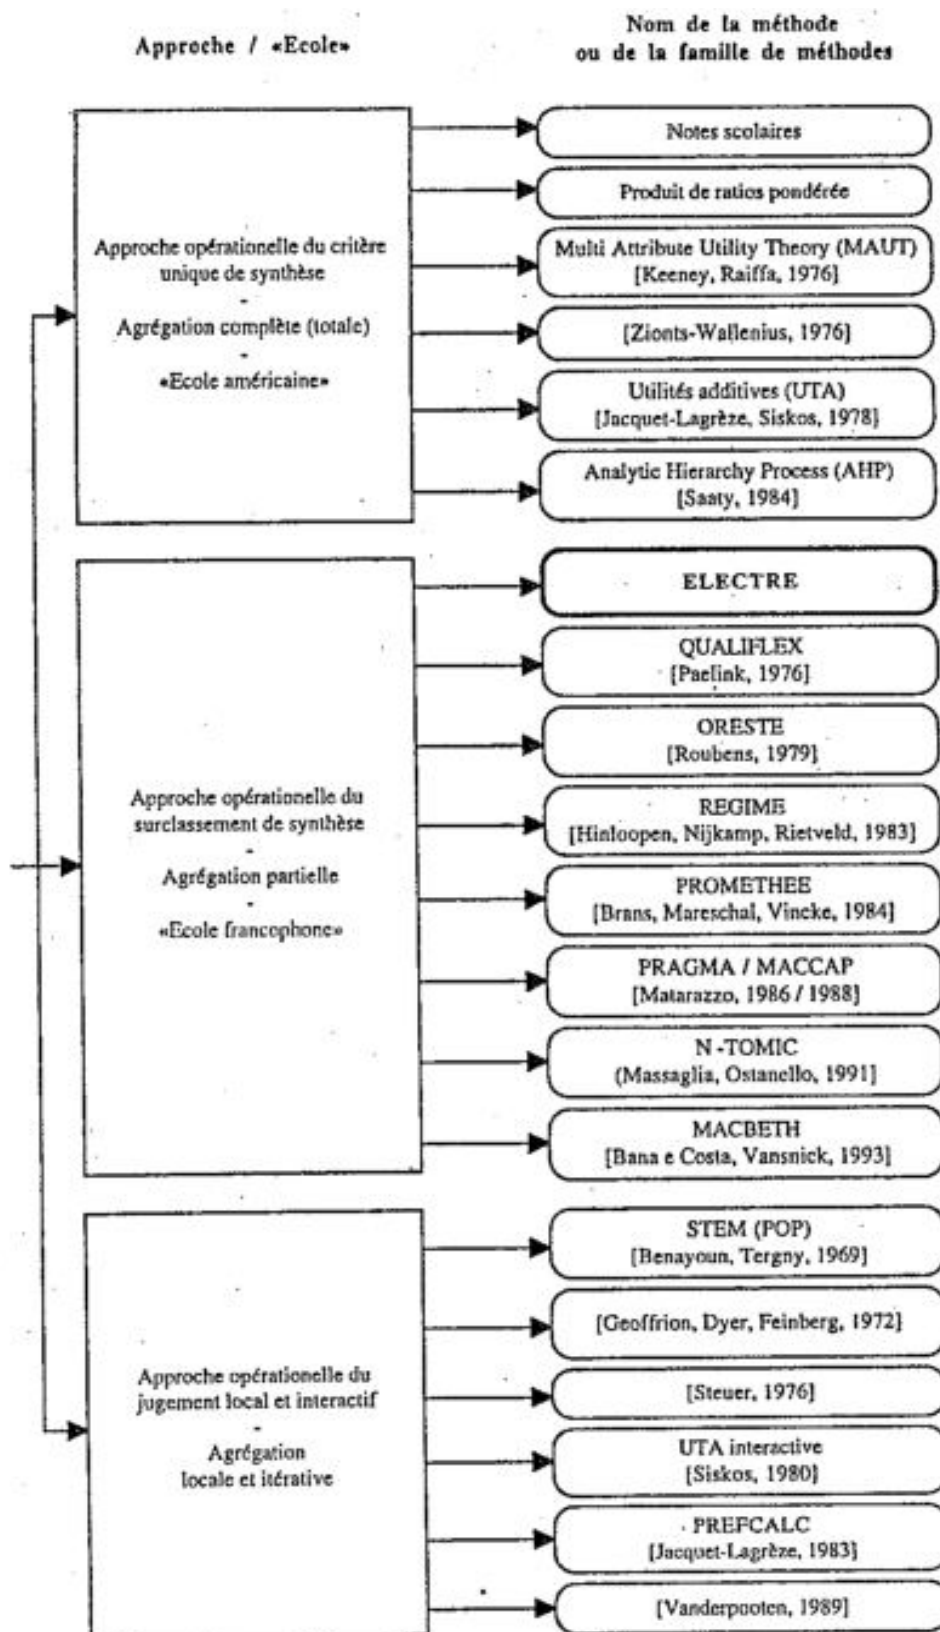 Approche / «Ecole»
Nom de la méthode
ou de la famille de méthodes
Approche opérationelle du critère
unique de synthèse
-
Agrégation complète (totale)
-
«Ecole américaine»
Notes scolaires
Produit de ratios pondérée
Multi Attribute Utility Theory (MAUT)
[Keeney, Raiffa, 1976]
[Zionts-Wallenius, 1976]
Utilités additives (UTA)
[Jacquet-Lagrèze, Siskos, 1978]
Analytic Hierarchy Process (AHP)
[Saaty, 1984]
Approche opérationelle du
surclassement de synthèse
-
Agrégation partielle
-
«Ecole francophone»
ELECTRE
QUALIFLEX
[Paelink, 1976]
ORESTE
[Roubens, 1979]
REGIME
[Hinloopen, Nijkamp, Rietveld, 1983]
PROMETHEE
[Brans, Mareschal, Vincke, 1984]
PRAGMA / MACCAP
[Matarazzo, 1986 / 1988]
N -TOMIC
(Massaglia, Ostanello, 1991]
MACBETH
[Bana e Costa, Vansnick, 1993]
Approche opérationelle du
jugement local et interactif
-
Agrégation
locale et itérative
STEM (POP)
[Benayoun, Tergny, 1969]
[Geoffrion, Dyer, Feinberg, 1972]
[Steuer, 1976]
UTA interactive
[Siskos, 1980]
PREFCALC
[Jacquet-Lagrèze, 1983]
[Vanderpooten, 1989]